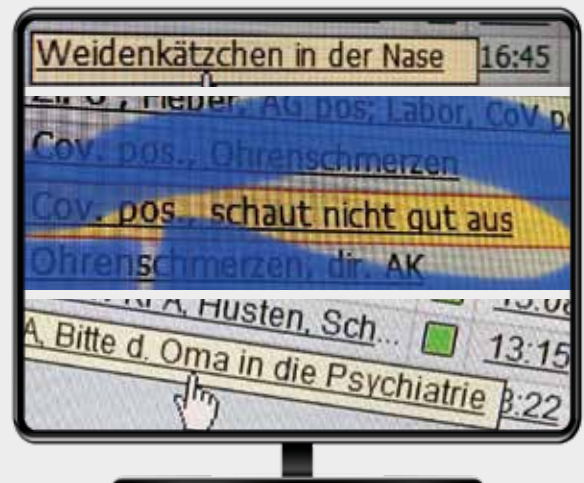 Weidenkätzchen in der Nase 16:45
Fieber, AG pos; Labor, CoV
Cov. pos., Ohrenschmerzen
Cov. pos., schaut nicht gut aus
Ohrenschmerzen, dir. AK
Husten, Sch... 13:15
A, Bitte d. Oma in die Psychiatrie :22